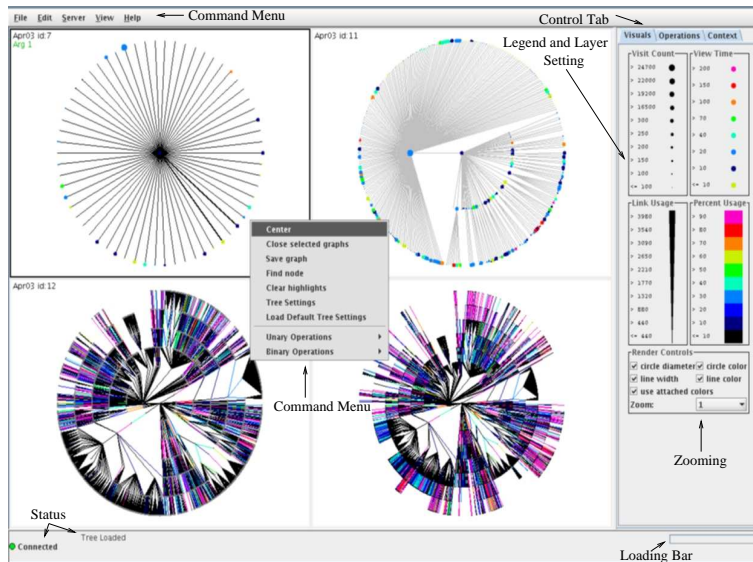 File Edit Server View Help
Command Menu
Control Tab
Apr03 id:7
Arg 1
Apr03 id:11
Legend and Layer
Setting
Visuals Operations Context
Visit Count
> 24700
> 22000
> 19200
> 16500
> 300
> 250
> 200
> 150
> 100
<= 100
View Time
> 200
> 150
> 100
> 70
> 40
> 20
> 10
<= 10
Link Usage
> 3980
> 3540
> 3090
> 2650
> 2210
> 1770
> 1320
> 880
> 440
<= 440
Percent Usage
> 90
> 80
> 70
> 60
> 50
> 40
> 30
> 20
> 10
<= 10
Center
Close selected graphs
Save graph
Find node
Clear highlights
Tree Settings
Load Default Tree Settings
Unary Operations
Binary Operations
Apr03 id:12
Render Controls
circle diameter circle color
line width line color
use attached colors
Zoom: 1
Command Menu
Zooming
Status
Tree Loaded
Connected
Loading Bar